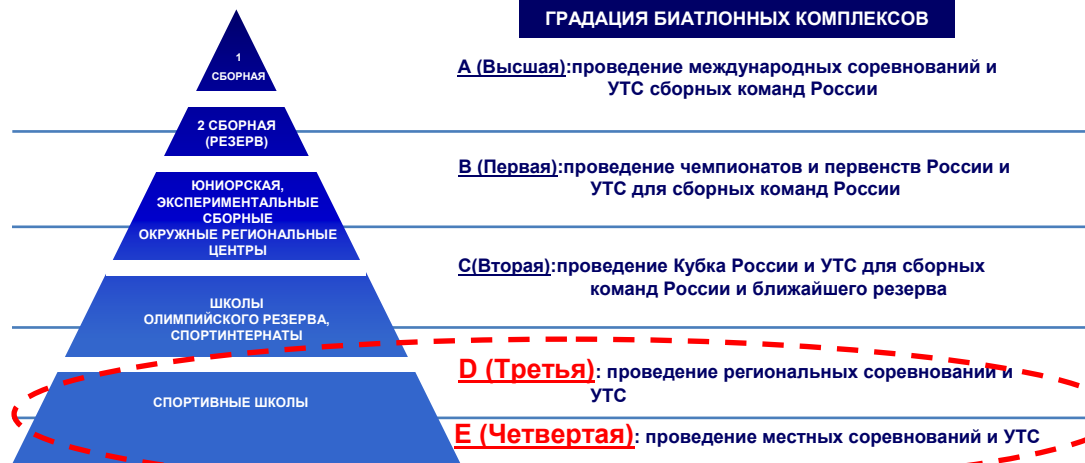 ГРАДАЦИЯ БИАТЛОННЫХ КОМПЛЕКСОВ
1
СБОРНАЯ
А (Высшая):проведение международных соревнований и
УТС сборных команд России
2 СБОРНАЯ
(РЕЗЕРВ)
В (Первая):проведение чемпионатов и первенств России и
УТС для сборных команд России
ЮНИОРСКАЯ,
ЭКСПЕРИМЕНТАЛЬНЫЕ
СБОРНЫЕ
ОКРУЖНЫЕ РЕГИОНАЛЬНЫЕ
ЦЕНТРЫ
С(Вторая):проведение Кубка России и УТС для сборных
команд России и ближайшего резерва
ШКОЛЫ
ОЛИМПИЙСКОГО РЕЗЕРВА,
СПОРТИНТЕРНАТЫ
D (Третья): проведение региональных соревнований и
УТС
СПОРТИВНЫЕ ШКОЛЫ
Е (Четвертая): проведение местных соревнований и УТС